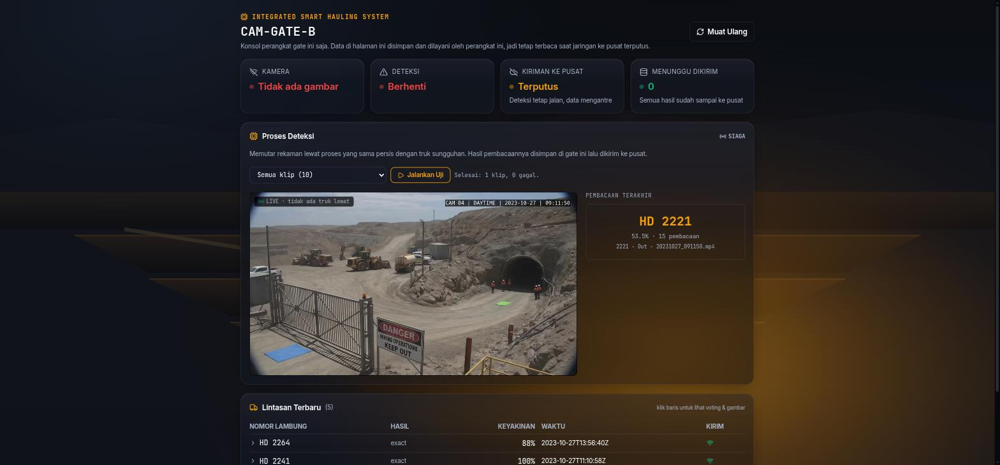 INTEGRATED SMART HAULING SYSTEM
CAM-GATE-B
Muat Ulang
Konsol perangkat gate ini saja. Data di halaman ini disimpan dan dilayani oleh perangkat ini, jadi tetap terbaca saat jaringan ke pusat terputus.
KAMERA
Tidak ada gambar
DETEKSI
Berhenti
KIRIMAN KE PUSAT
Terputus
Deteksi tetap jalan, data mengantre
MENUNGGU DIKIRIM
0
Semua hasil sudah sampai ke pusat
Proses Deteksi
SIAGA
Memutar rekaman lewat proses yang sama persis dengan truk sungguhan. Hasil pembacaannya disimpan di gate ini lalu dikirim ke pusat.
Semua klip (10)
Jalankan Uji
Selesai: 1 klip, 0 gagal.
LIVE · tidak ada truk lewat
CAM 04 | DAYTIME | 2023-10-27 | 09:11:50
DANGER
MINING OPERATIONS
KEEP OUT
PEMBACAAN TERAKHIR
HD 2221
53.5% · 15 pembacaan
2221 - Out - 20231027_091150.mp4
Lintasan Terbaru (5)
klik baris untuk lihat voting & gambar
NOMOR LAMBUNG HASIL KEYAKINAN WAKTU KIRIM
HD 2264 exact 88% 2023-10-27T13:56:40Z
HD 2241 exact 100% 2023-10-27T11:10:58Z